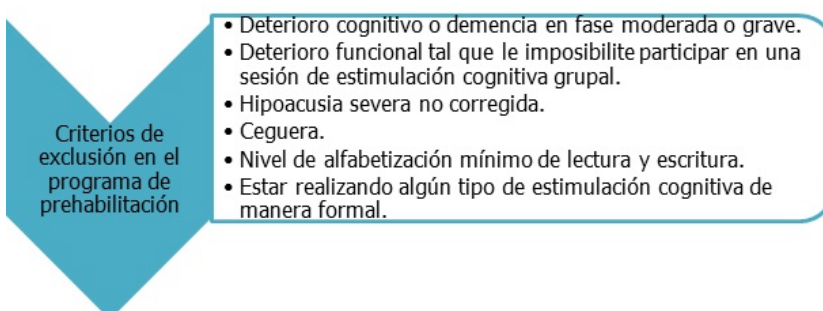 Criterios de
exclusión en el
programa de
prehabilitación
• Deterioro cognitivo o demencia en fase moderada o grave.
• Deterioro funcional tal que le imposibilite participar en una
sesión de estimulación cognitiva grupal.
• Hipoacusia severa no corregida.
• Ceguera.
• Nivel de alfabetización mínimo de lectura y escritura.
• Estar realizando algún tipo de estimulación cognitiva de
manera formal.